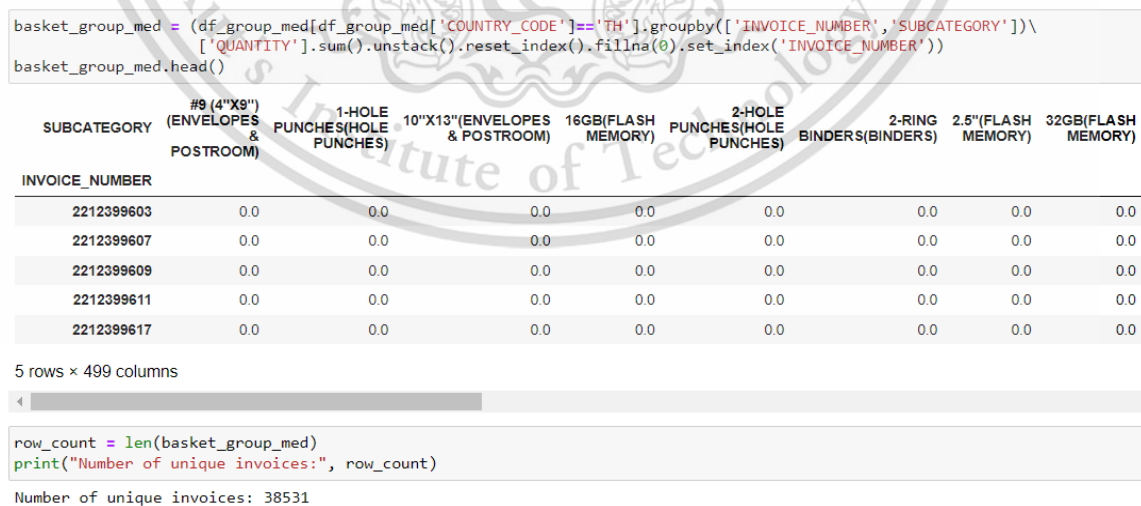 basket_group_med = (df_group_med[df_group_med['COUNTRY_CODE']=='TH'].groupby(['INVOICE_NUMBER','SUBCATEGORY'])\
['QUANTITY'].sum().unstack().reset_index().fillna(0).set_index('INVOICE_NUMBER'))
basket_group_med.head()
SUBCATEGORY #9 (4"X9")(ENVELOPES & POSTROOM) 1-HOLE PUNCHES(HOLE PUNCHES) 10"X13"(ENVELOPES & POSTROOM) 16GB(FLASH MEMORY) 2-HOLE PUNCHES(HOLE PUNCHES) 2-RING BINDERS(BINDERS) 2.5"(FLASH MEMORY) 32GB(FLASH MEMORY)
INVOICE_NUMBER
2212399603 0.0 0.0 0.0 0.0 0.0 0.0 0.0 0.0
2212399607 0.0 0.0 0.0 0.0 0.0 0.0 0.0 0.0
2212399609 0.0 0.0 0.0 0.0 0.0 0.0 0.0 0.0
2212399611 0.0 0.0 0.0 0.0 0.0 0.0 0.0 0.0
2212399617 0.0 0.0 0.0 0.0 0.0 0.0 0.0 0.0
5 rows × 499 columns
row_count = len(basket_group_med)
print("Number of unique invoices:", row_count)
Number of unique invoices: 38531
Institute of Technology